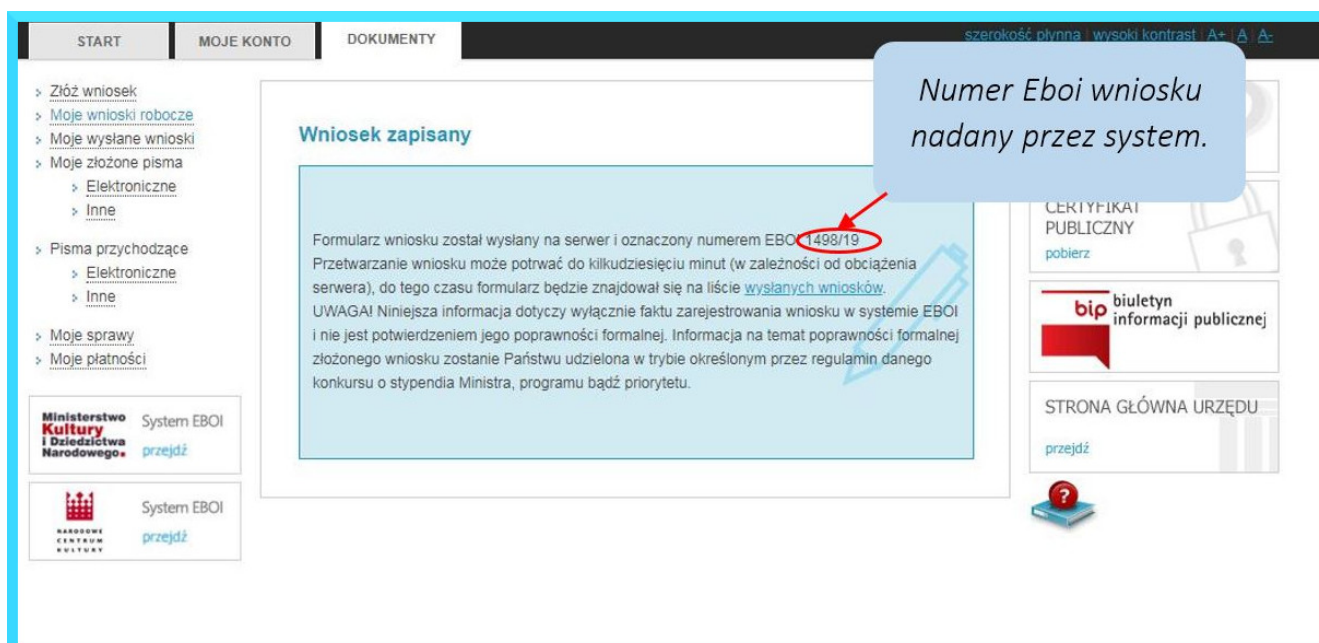 START
MOJE KONTO
DOKUMENTY
szerokość płynna | wysoki kontrast | A+ | A | A-
Numer Eboi wniosku
nadany przez system.
Złóż wniosek
Moje wnioski robocze
Moje wysłane wnioski
Moje złożone pisma
Elektroniczne
Inne
Pisma przychodzące
Elektroniczne
Inne
Moje sprawy
Moje płatności
Ministerstwo
Kultury
i Dziedzictwa
Narodowego.
System EBOI
przejdź
NARODOWE
CENTRUM
KULTURY
System EBOI
przejdź
Wniosek zapisany
Formularz wniosku został wysłany na serwer i oznaczony numerem EBOI 1498/19
Przetwarzanie wniosku może potrwać do kilkudziesięciu minut (w zależności od obciążenia
serwera), do tego czasu formularz będzie znajdował się na liście wysłanych wniosków.
UWAGA! Niniejsza informacja dotyczy wyłącznie faktu zarejestrowania wniosku w systemie EBOI
i nie jest potwierdzeniem jego poprawności formalnej. Informacja na temat poprawności formalnej
złożonego wniosku zostanie Państwu udzielona w trybie określonym przez regulamin danego
konkursu o stypendia Ministra, programu bądź priorytetu.
CERTYFIKAT
PUBLICZNY
pobierz
bip biuletyn
informacji publicznej
STRONA GŁÓWNA URZĘDU
przejdź
?